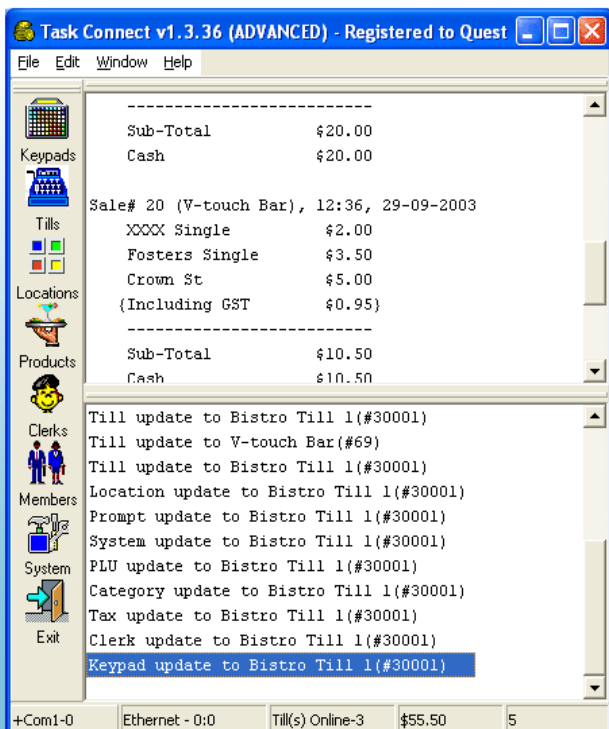 Task Connect v1.3.36 (ADVANCED) - Registered to Quest
File Edit Window Help
Keypads
Tills
Locations
Products
Clerks
Members
System
Exit
--------------------------
Sub-Total $20.00
Cash $20.00
Sale# 20 (V-touch Bar), 12:36, 29-09-2003
XXXX Single $2.00
Fosters Single $3.50
Crown St $5.00
{Including GST $0.95}
--------------------------
Sub-Total $10.50
Cash $10.50
Till update to Bistro Till 1(#30001)
Till update to V-touch Bar(#69)
Till update to Bistro Till 1(#30001)
Location update to Bistro Till 1(#30001)
Prompt update to Bistro Till 1(#30001)
System update to Bistro Till 1(#30001)
PLU update to Bistro Till 1(#30001)
Category update to Bistro Till 1(#30001)
Tax update to Bistro Till 1(#30001)
Clerk update to Bistro Till 1(#30001)
Keypad update to Bistro Till 1(#30001)
+Com1-0 Ethernet - 0:0 Till(s) Online-3 $55.50 5